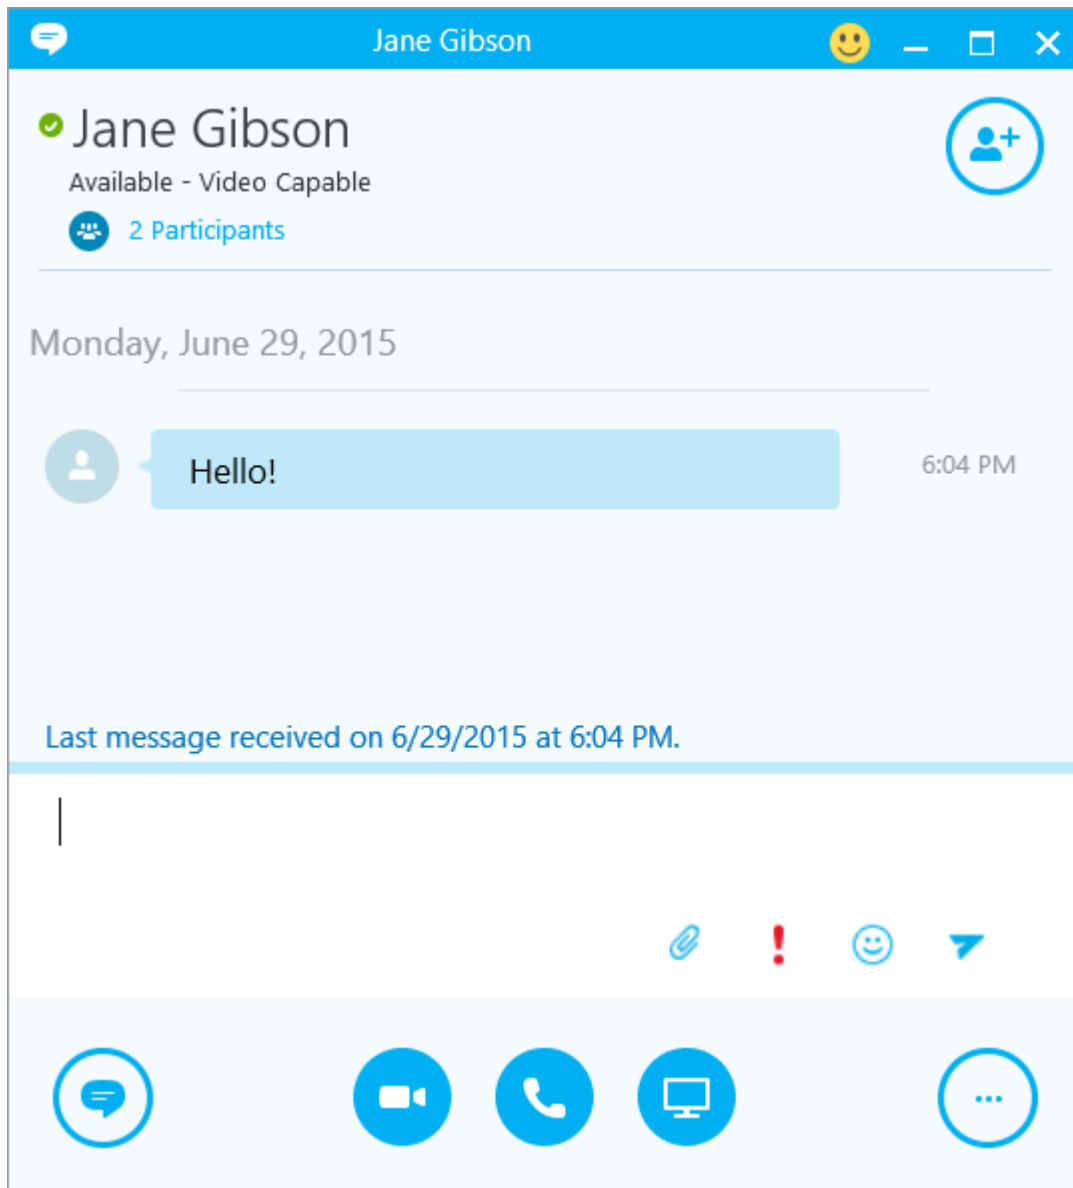 Jane Gibson
Jane Gibson
Available - Video Capable
2 Participants
Monday, June 29, 2015
Hello!
6:04 PM
Last message received on 6/29/2015 at 6:04 PM.